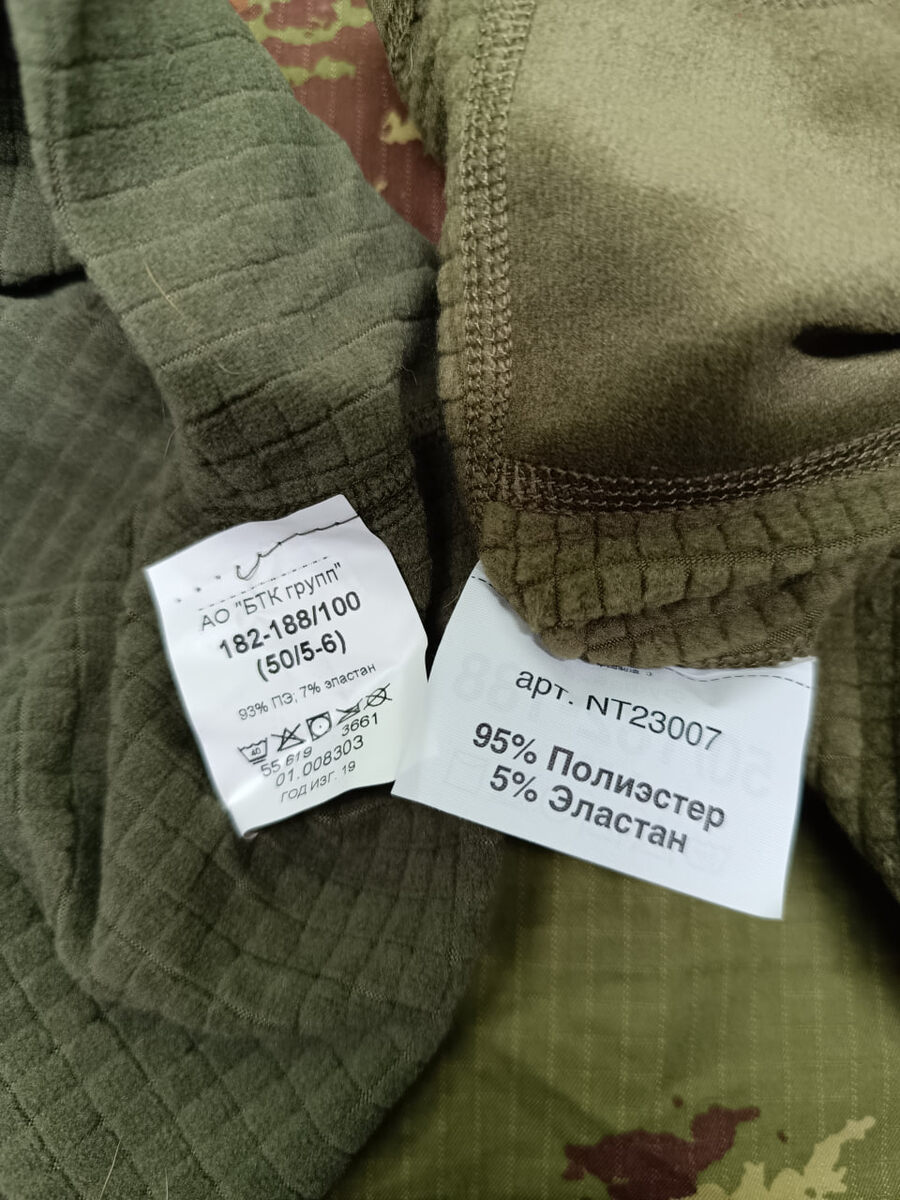 АО "БТК групп"
182-188/100
(50/5-6)
93% ПЭ; 7% эластан
40
55.619 3661
01.008303
ГОД ИЗГ. 19
арт. NT23007
95% Полиэстер
5% Эластан